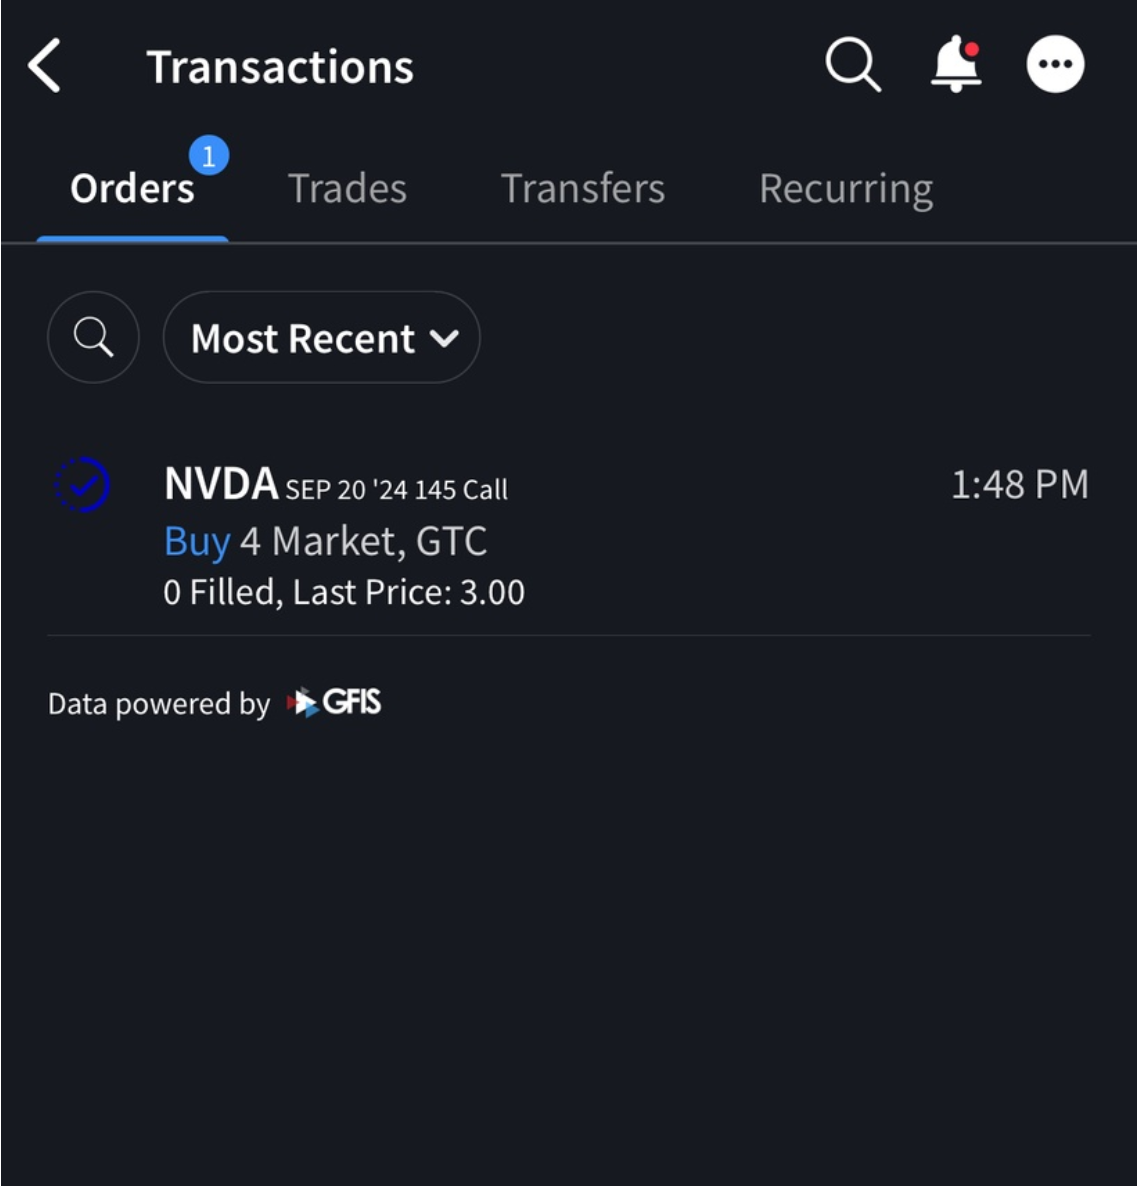 Transactions
1
Orders Trades Transfers Recurring
Most Recent
NVDA SEP 20 '24 145 Call 1:48 PM
Buy 4 Market, GTC
0 Filled, Last Price: 3.00
Data powered by GFIS